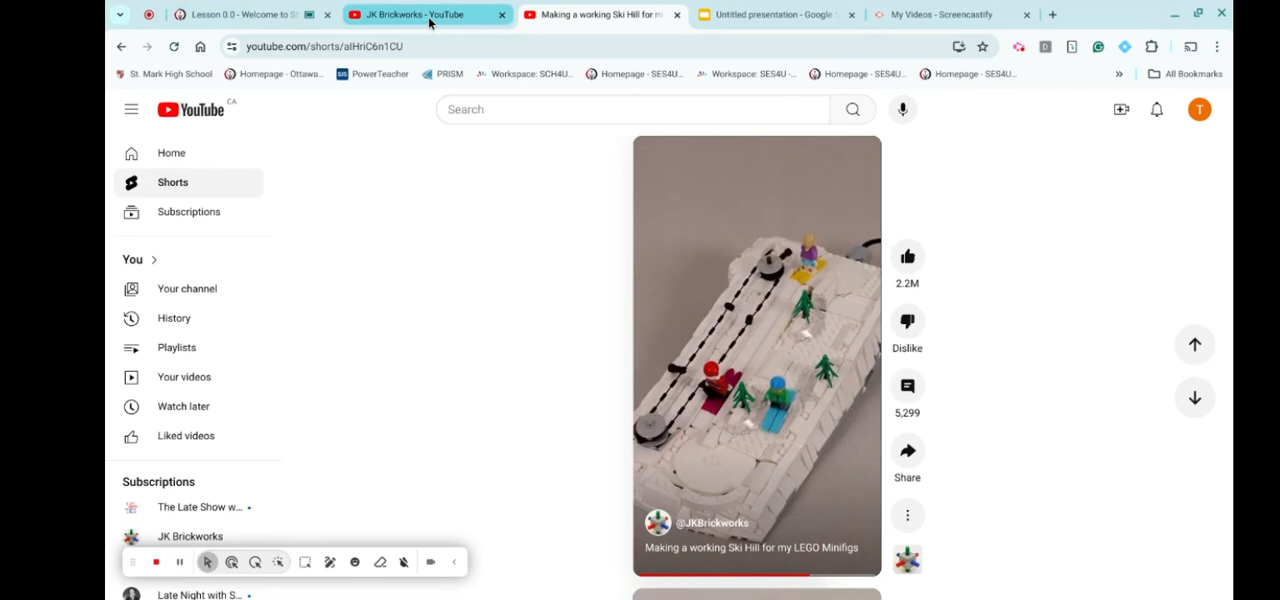 Lesson 0.0 - Welcome to S
JK Brickworks - YouTube
Making a working Ski Hill for m
Untitled presentation - Google
My Videos - Screencastify
youtube.com/shorts/aIHriC6n1CU
St. Mark High School
Homepage - Ottawa...
PowerTeacher
PRISM
Workspace: SCH4U...
Homepage - SES4U...
Workspace: SES4U -...
Homepage - SES4U...
Homepage - SES4U...
» All Bookmarks
YouTube CA
Search
T
Home
Shorts
Subscriptions
You
Your channel
History
Playlists
Your videos
Watch later
Liked videos
Subscriptions
The Late Show w...
JK Brickworks
Late Night with S...
2.2M
Dislike
5,299
Share
@JKBrickworks
Making a working Ski Hill for my LEGO Minifigs